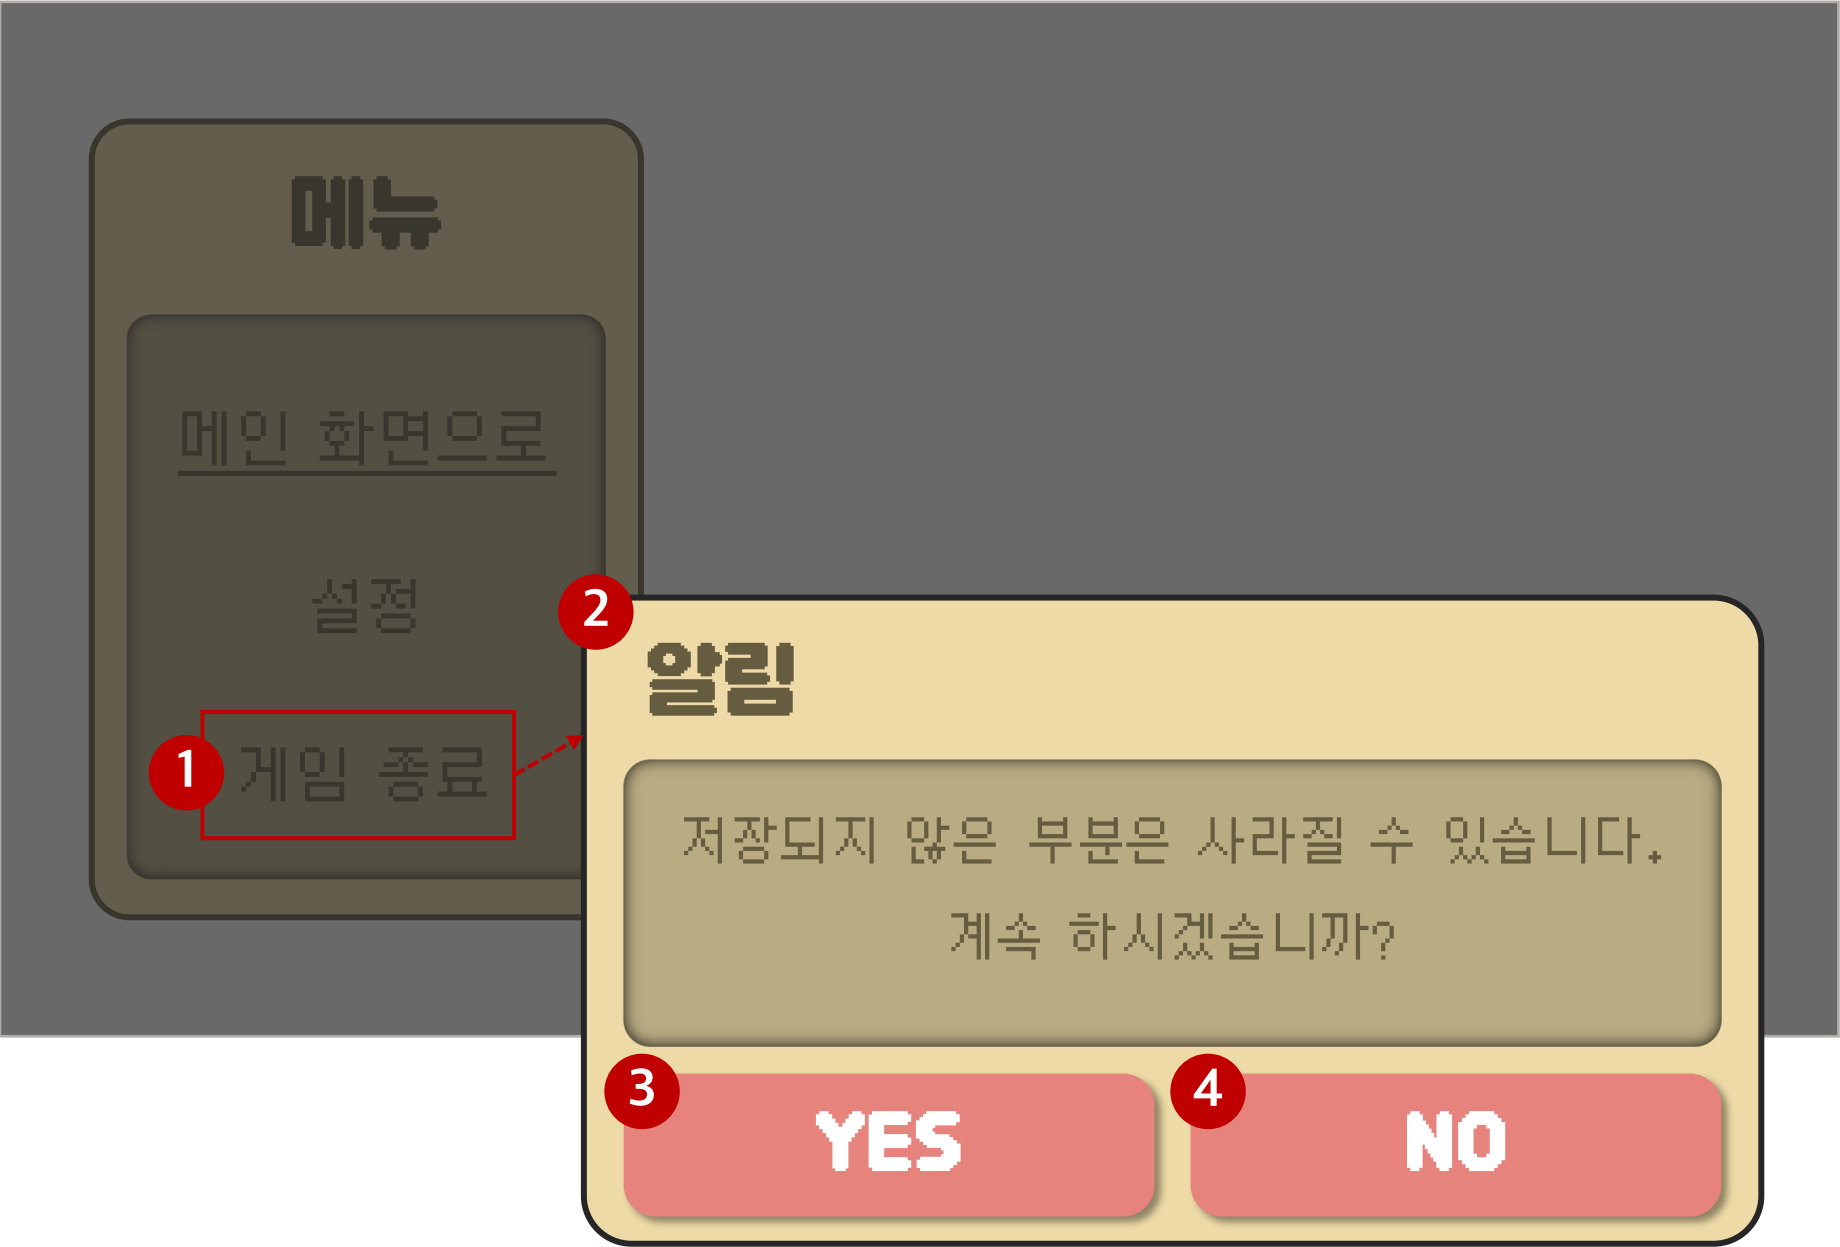 메뉴
메인 화면으로
설정
1
게임 종료
2
알림
저장되지 않은 부분은 사라질 수 있습니다.
계속 하시겠습니까?
3
YES
4
NO